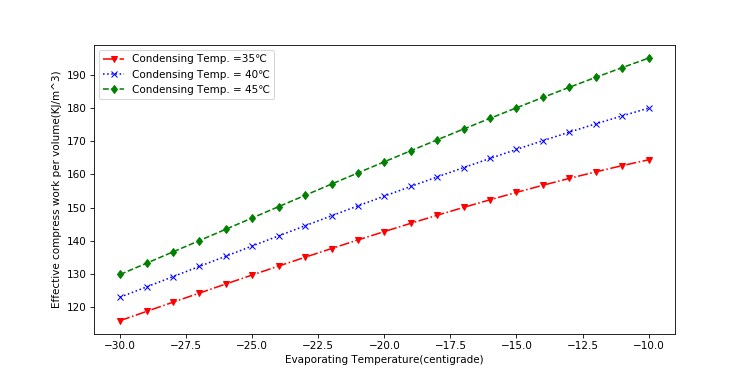 Condensing Temp. =35℃
Condensing Temp. = 40℃
Condensing Temp. = 45℃
190
180
170
160
150
140
130
120
Effective compress work per volume(KJ/m^3)
−30.0 −27.5 −25.0 −22.5 −20.0 −17.5 −15.0 −12.5 −10.0
Evaporating Temperature(centigrade)